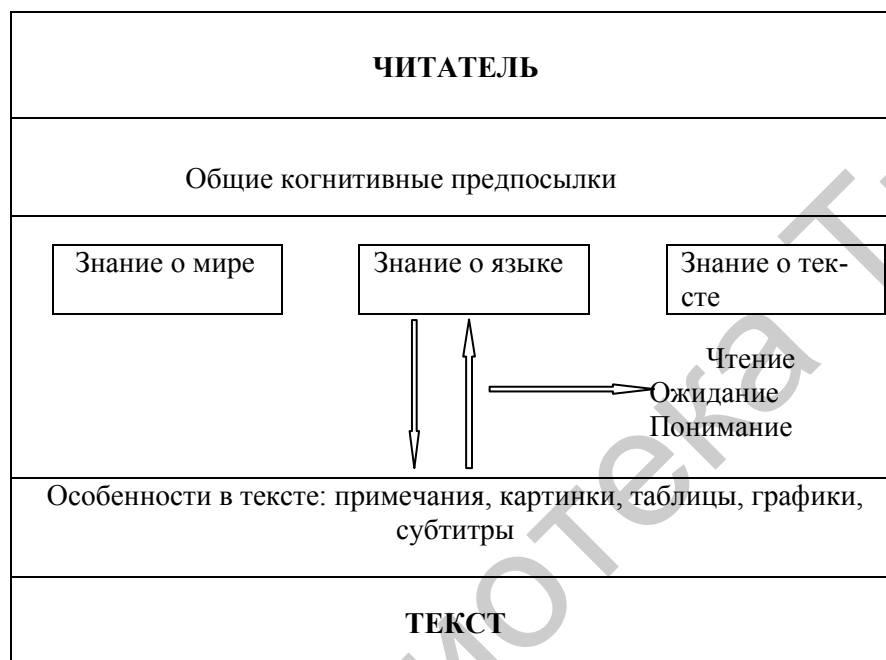 ЧИТАТЕЛЬ
Общие когнитивные предпосылки
Знание о мире
Знание о языке
Знание о тек-
сте
Чтение
Ожидание
Понимание
Особенности в тексте: примечания, картинки, таблицы, графики,
субтитры
ТЕКСТ